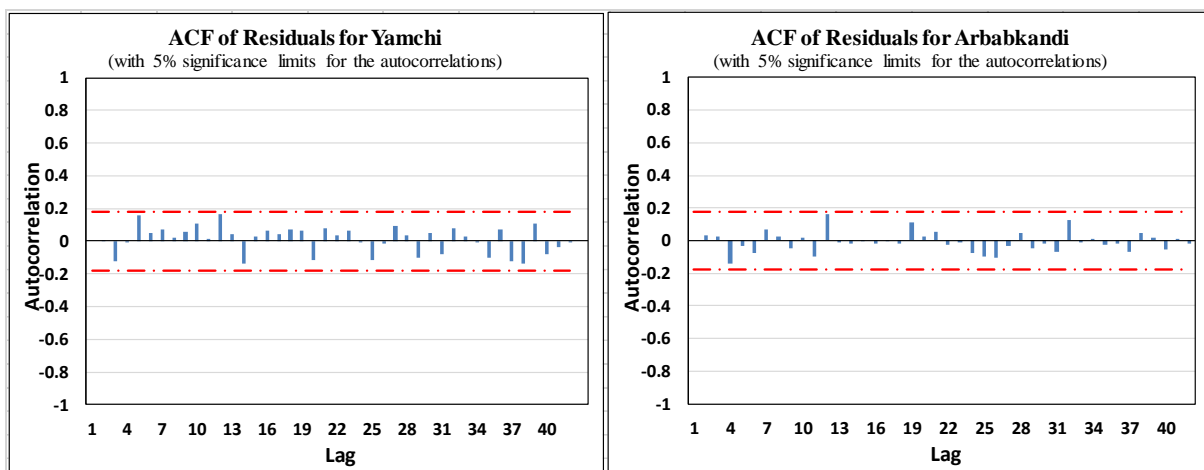 ACF of Residuals for Yamchi
(with 5% significance limits for the autocorrelations)
1
0.8
0.6
0.4
0.2
0
-0.2
-0.4
-0.6
-0.8
-1
Autocorrelation
1 4 7 10 13 16 19 22 25 28 31 34 37 40
Lag
ACF of Residuals for Arbabkandi
(with 5% significance limits for the autocorrelations)
1
0.8
0.6
0.4
0.2
0
-0.2
-0.4
-0.6
-0.8
-1
Autocorrelation
1 4 7 10 13 16 19 22 25 28 31 34 37 40
Lag